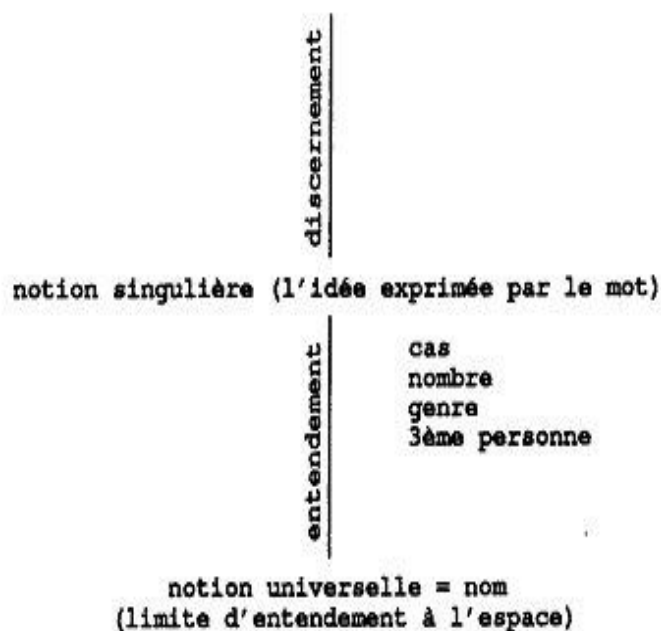 discernement
notion singulière (l'idée exprimée par le mot)
entendement
cas
nombre
genre
3ème personne
notion universelle = nom
(limite d'entendement à l'espace)